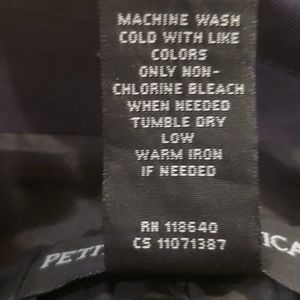 MACHINE WASH
COLD WITH LIKE
COLORS
ONLY NON-
CHLORINE BLEACH
WHEN NEEDED
TUMBLE DRY
LOW
WARM IRON
IF NEEDED
RN 118640
CS 11071387